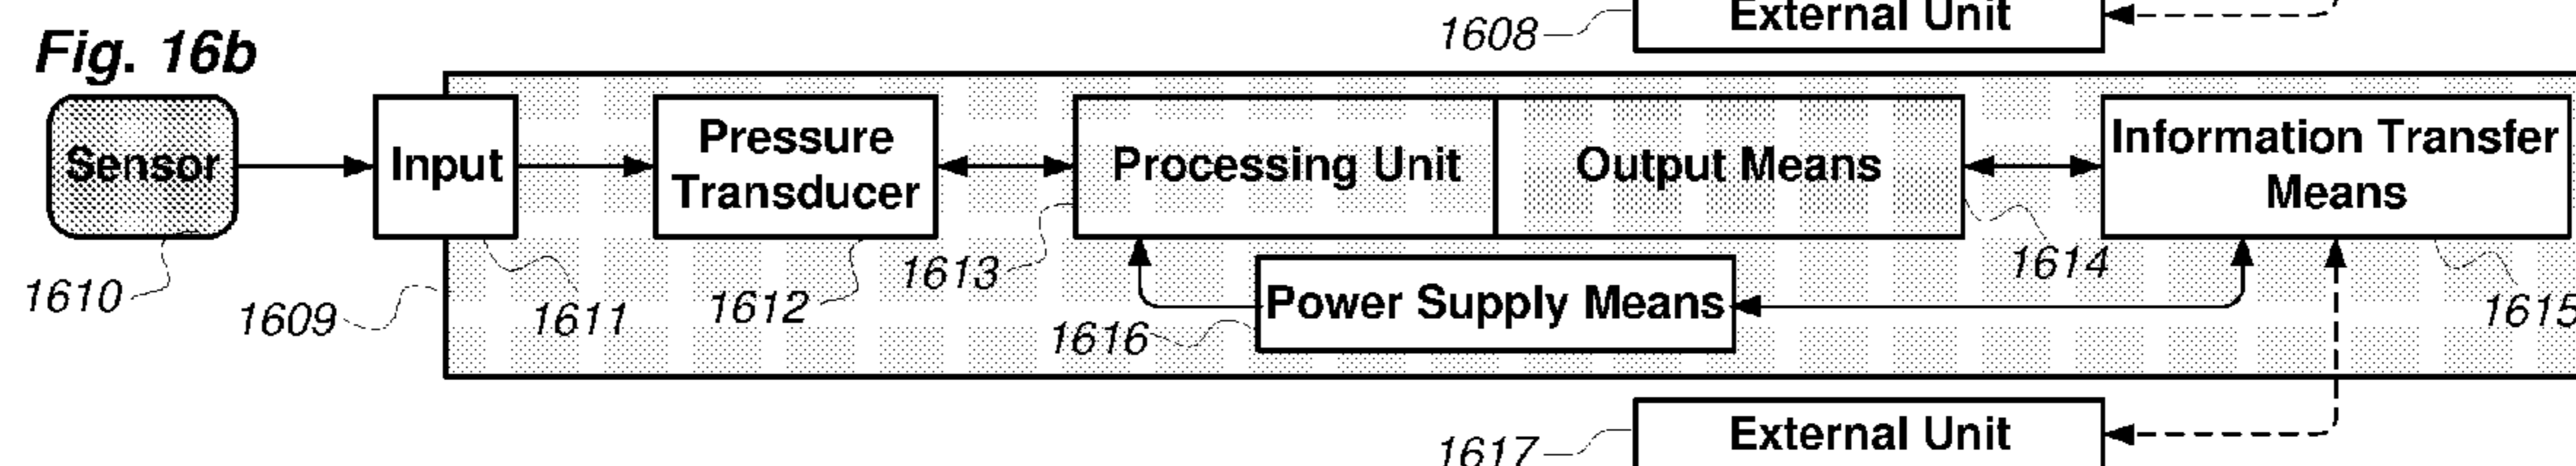 1608
External Unit
Fig. 16b
Sensor
Input
Pressure
Transducer
Processing Unit
Output Means
Information Transfer
Means
1610
1609
1611
1612
1613
1616
Power Supply Means
1614
1615
1617
External Unit